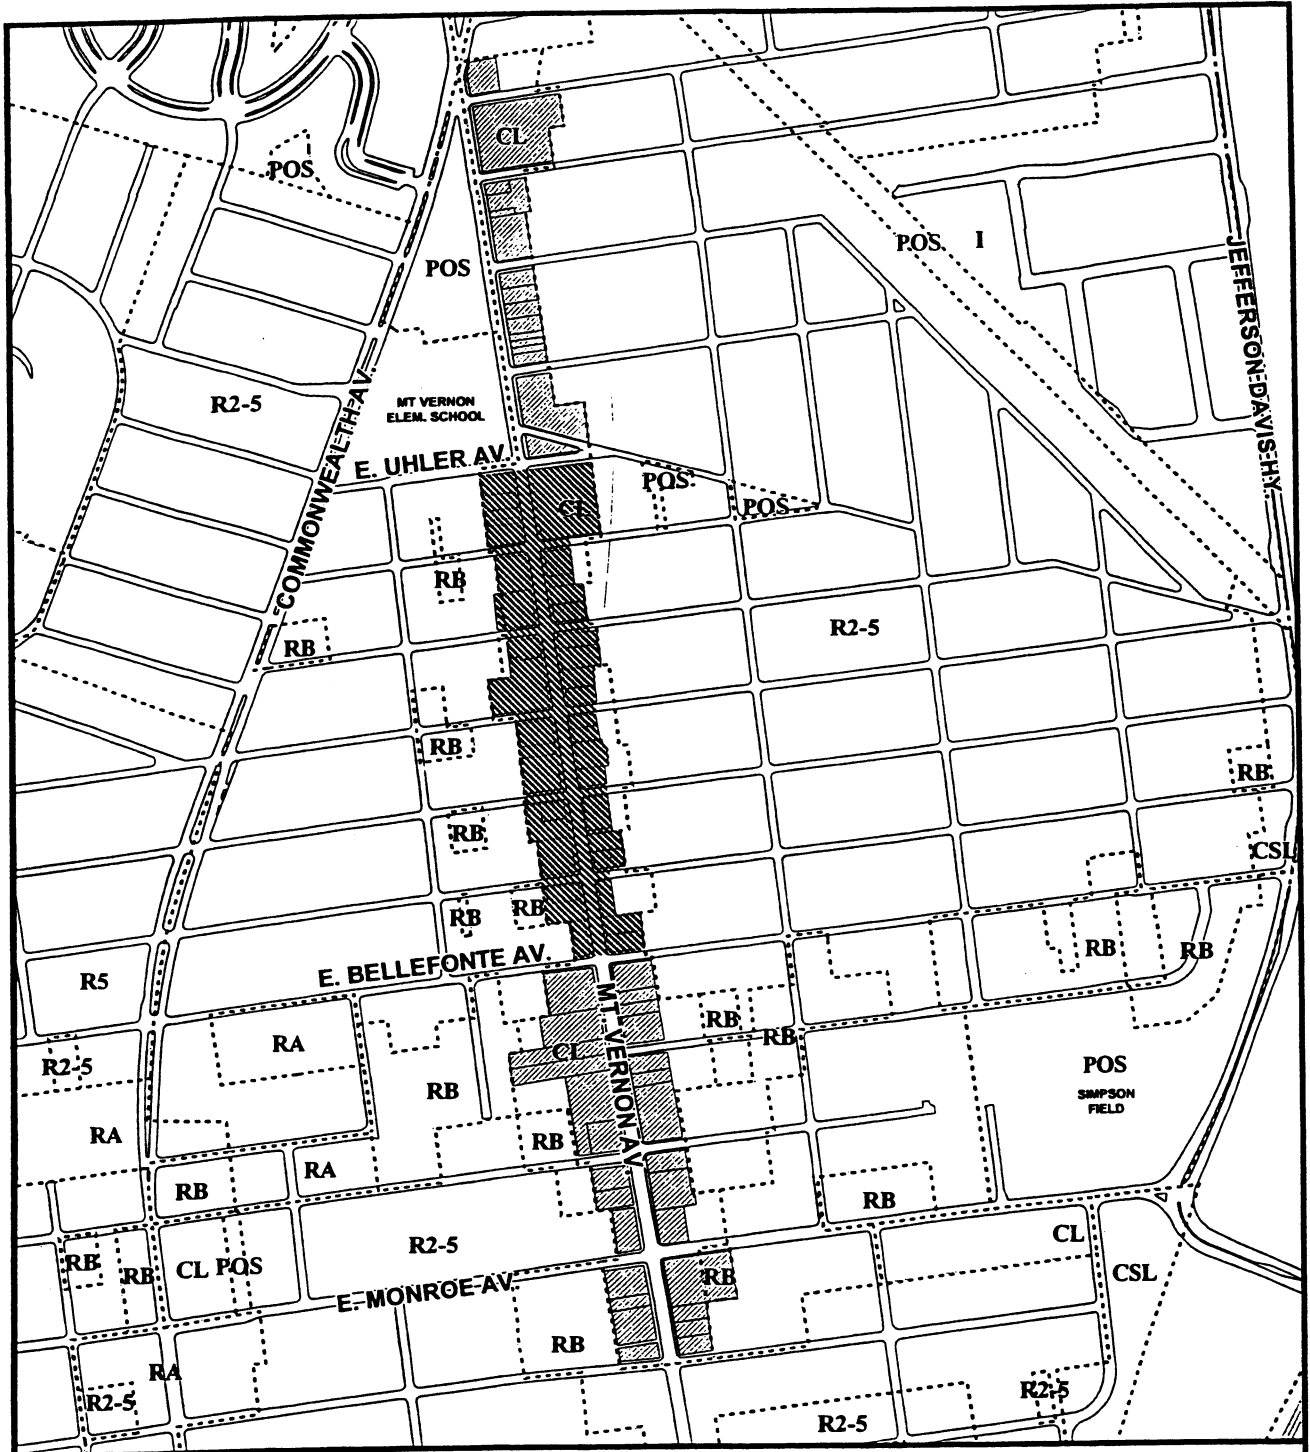 CL
POS
POS. I
POS
JEFFERSON DAVIS HY
R2-5
MT VERNON
ELEM. SCHOOL
COMMONWEALTH AV
E. UHLER AV.
POS
CL
POS
RB
R2-5
RB
RB
RB
RB
CSL
RB
RB
RB
RB
E. BELLEFONTE AV.
R5
MT VERNON AV
RB
RB
RA
CL
R2-5
POS
RB
SIMPSON
FIELD
RA
RB
RA
RB
RB
R2-5
CL
RB
RB
CL POS
RB
CSL
E. MONROE AV
RB
RA
R2-5
R2-5
R2-5